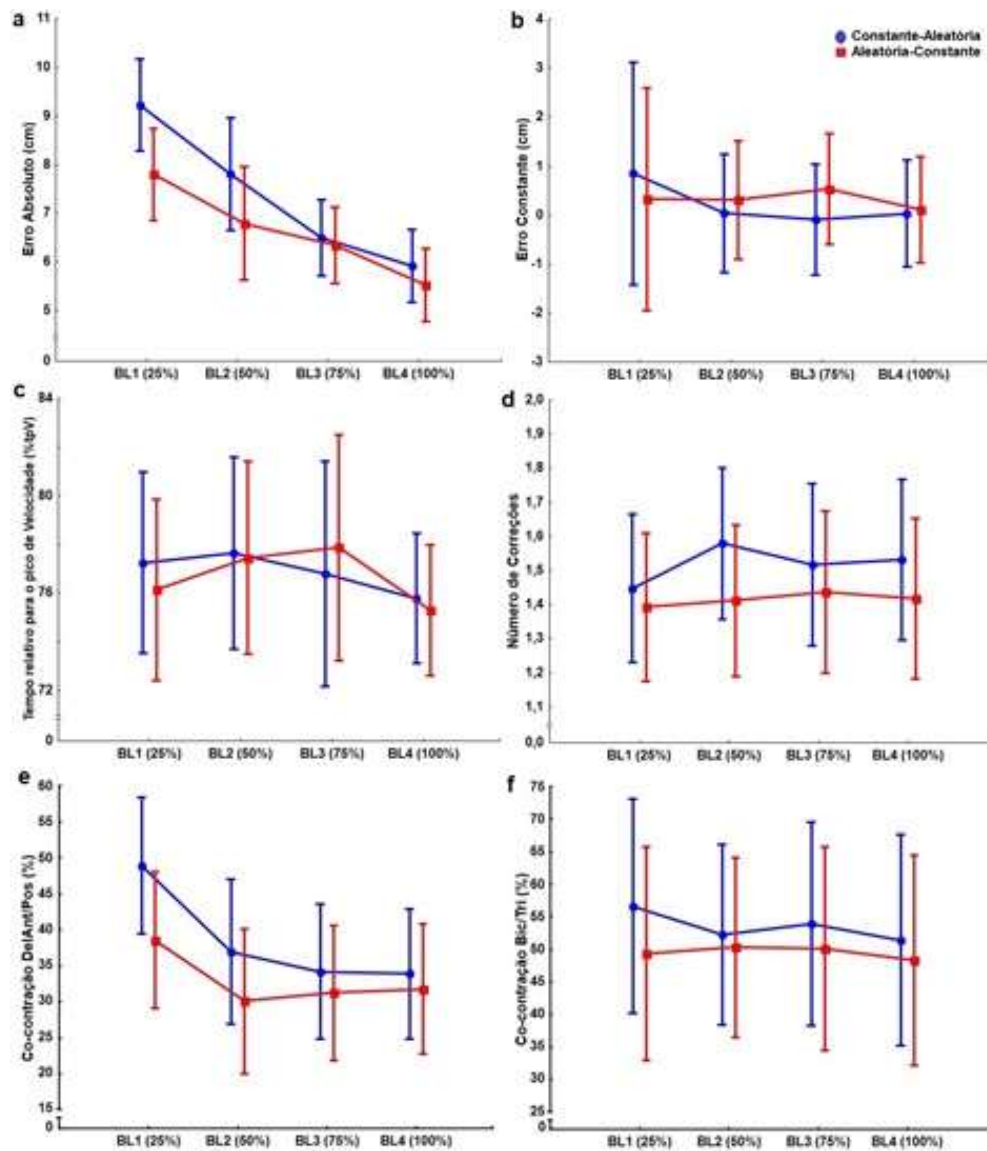 a
11
10
9
8
7
6
5
0
Erro Absoluto (cm)
BL1 (25%) BL2 (50%) BL3 (75%) BL4 (100%)
b
4
3
2
1
0
-1
-2
-3
Erro Constante (cm)
Constante-Aleatória
Aleatória-Constante
BL1 (25%) BL2 (50%) BL3 (75%) BL4 (100%)
c
84
80
76
72
0
Tempo relativo para o pico de Velocidade (%tpV)
BL1 (25%) BL2 (50%) BL3 (75%) BL4 (100%)
d
2,0
1,9
1,8
1,7
1,6
1,5
1,4
1,3
1,2
1,1
0,0
Número de Correções
BL1 (25%) BL2 (50%) BL3 (75%) BL4 (100%)
e
60
55
50
45
40
35
30
25
20
15
0
Co-contração DelAnt/Pos (%)
BL1 (25%) BL2 (50%) BL3 (75%) BL4 (100%)
f
75
70
65
60
55
50
45
40
35
30
25
0
Co-contração Bic/Tri (%)
BL1 (25%) BL2 (50%) BL3 (75%) BL4 (100%)